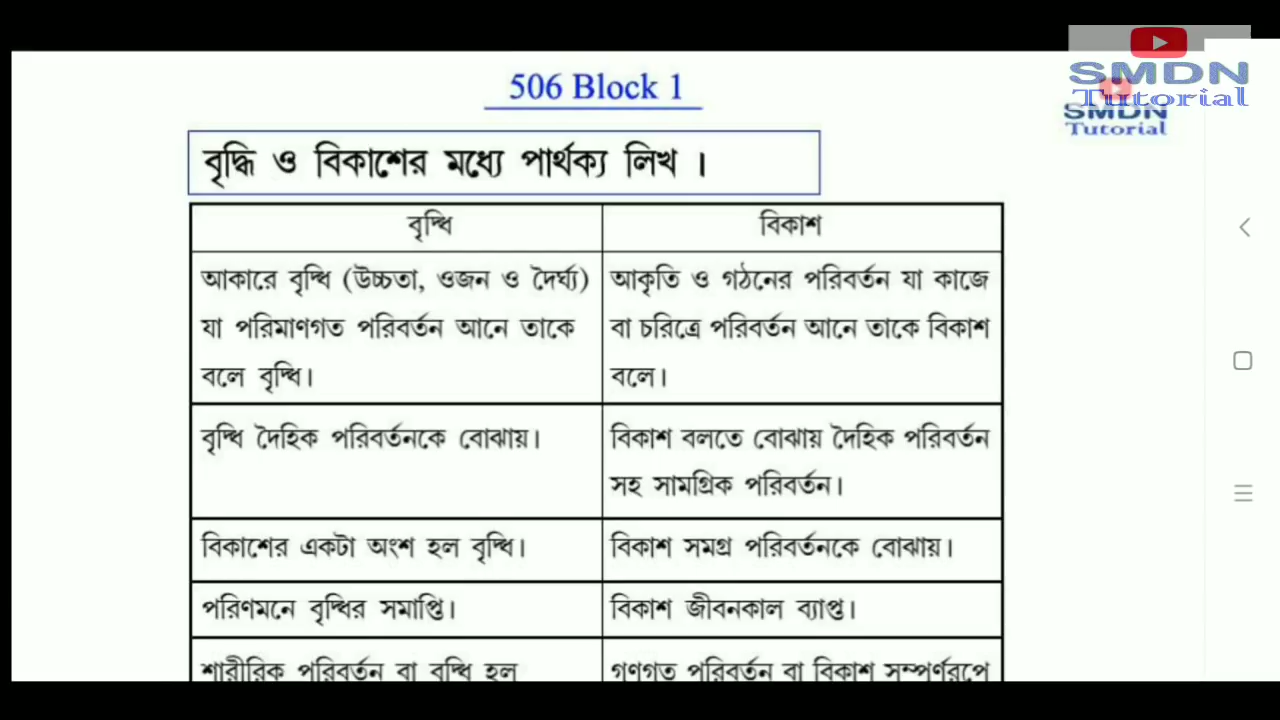 506 Block 1
SMDN
Tutorial
SMDN
Tutorial
বৃদ্ধি ও বিকাশের মধ্যে পার্থক্য লিখ ।
বৃদ্ধি
বিকাশ
আকারে বৃদ্ধি (উচ্চতা, ওজন ও দৈর্ঘ্য)
যা পরিমাণগত পরিবর্তন আনে তাকে
বলে বৃদ্ধি।
আকৃতি ও গঠনের পরিবর্তন যা কাজে
বা চরিত্রে পরিবর্তন আনে তাকে বিকাশ
বলে।
বৃদ্ধি দৈহিক পরিবর্তনকে বোঝায়।
বিকাশ বলতে বোঝায় দৈহিক পরিবর্তন
সহ সামগ্রিক পরিবর্তন।
বিকাশের একটা অংশ হল বৃদ্ধি।
বিকাশ সমগ্র পরিবর্তনকে বোঝায়।
পরিণমনে বৃদ্ধির সমাপ্তি।
বিকাশ জীবনকাল ব্যাপ্ত।
শারীরিক পরিবর্তন বা বৃদ্ধি হল
গুণগত পরিবর্তন বা বিকাশ সম্পূর্ণরূপে